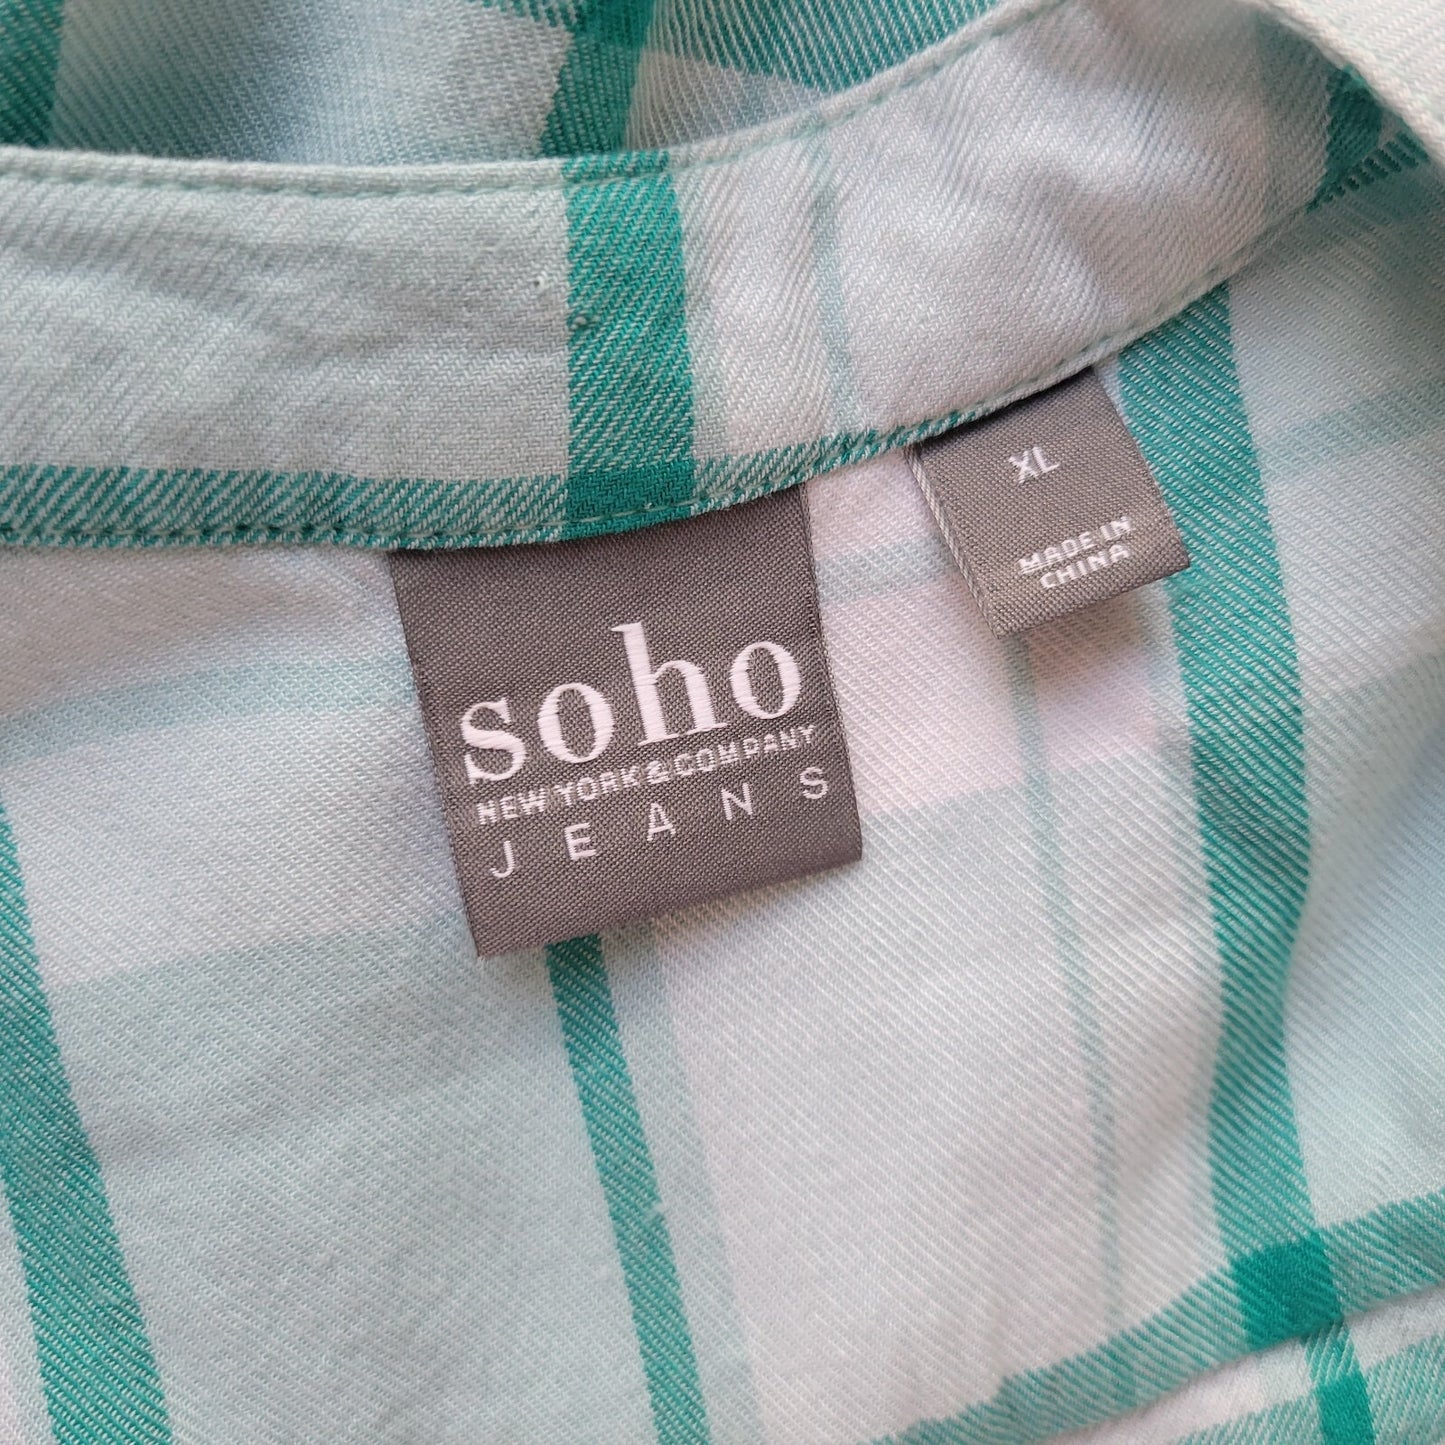 soho
NEW YORK & COMPANY
JEANS
XL
MADE IN
CHINA